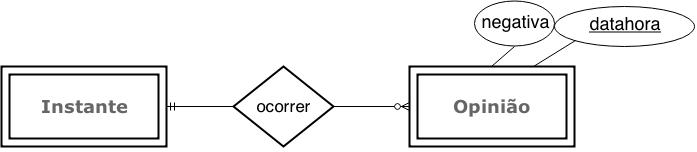 negativa
datahora
Instante
ocorrer
Opinião